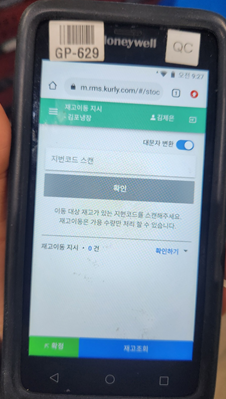 Honeywell
GP-629
QC
오전 9:27
m.rms.kurly.com/#/stoc
재고이동 지시
- 김포냉장
김채은
대문자 변환
지번코드 스캔
확인
이동 대상 재고가 있는 지번코드를 스캔해주세요.
재고이동은 가용 수량만 처리 할 수 있습니다.
재고이동 지시 • 0 건
확인하기
재고조회